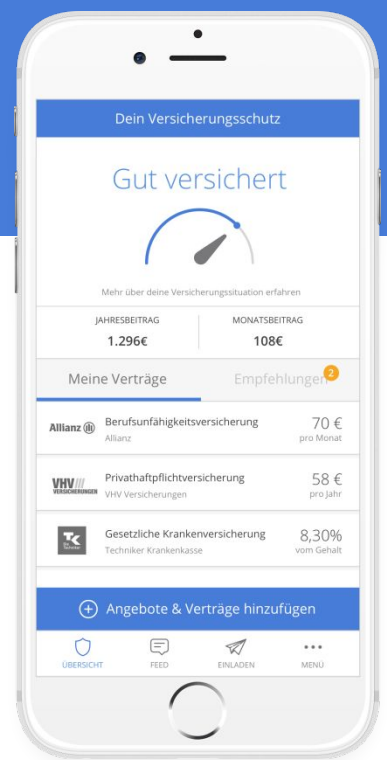 Dein Versicherungsschutz
Gut versichert
Mehr über deine Versicherungssituation erfahren
JAHRESBEITRAG MONATSBEITRAG
1.296€ 108€
Meine Verträge Empfehlungen 2
Allianz Berufsunfähigkeitsversicherung 70 €
Allianz pro Monat
VHV Privathaftpflichtversicherung 58 €
VERSICHERUNGEN VHV Versicherungen pro Jahr
TK Gesetzliche Krankenversicherung 8,30%
Die Techniker Techniker Krankenkasse vom Gehalt
Angebote & Verträge hinzufügen
ÜBERSICHT FEED EINLADEN MENÜ